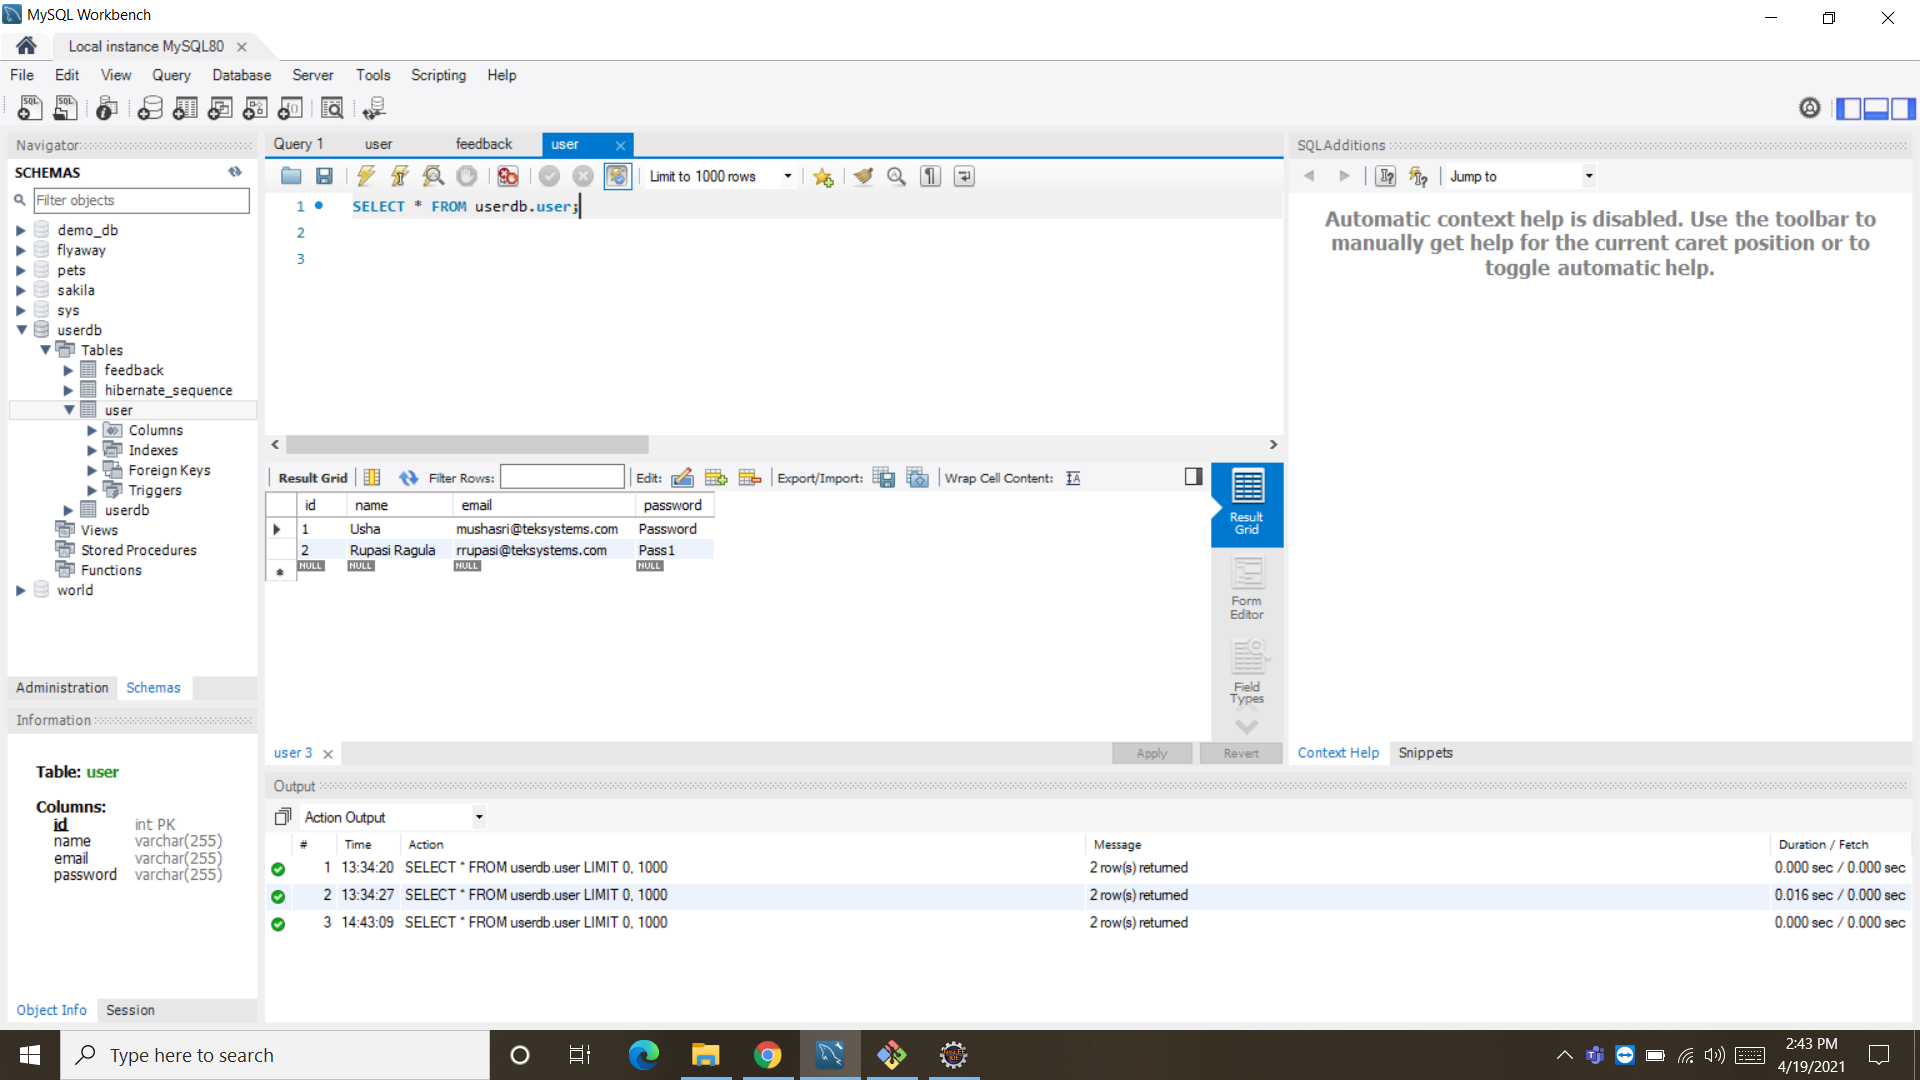 MySQL Workbench
Local instance MySQL80
File Edit View Query Database Server Tools Scripting Help
Navigator
SCHEMAS
Filter objects
demo_db
flyaway
pets
sakila
sys
userdb
Tables
feedback
hibernate_sequence
user
Columns
Indexes
Foreign Keys
Triggers
userdb
Views
Stored Procedures
Functions
world
Administration Schemas
Information
Table: user
Columns:
id int PK
name varchar(255)
email varchar(255)
password varchar(255)
Object Info Session
Query 1 user feedback user
Limit to 1000 rows
1 SELECT * FROM userdb.user;
2
3
Result Grid Filter Rows: Edit: Export/Import: Wrap Cell Content:
id name email password
1 Usha mushasri@teksystems.com Password
2 Rupasi Ragula rrupasi@teksystems.com Pass1
NULL NULL NULL NULL
Result
Grid
Form
Editor
Field
Types
user 3 Apply Revert
SQLAdditions
Jump to
Automatic context help is disabled. Use the toolbar to
manually get help for the current caret position or to
toggle automatic help.
Context Help Snippets
Output
Action Output
# Time Action Message Duration / Fetch
1 13:34:20 SELECT * FROM userdb.user LIMIT 0, 1000 2 row(s) returned 0.000 sec / 0.000 sec
2 13:34:27 SELECT * FROM userdb.user LIMIT 0, 1000 2 row(s) returned 0.016 sec / 0.000 sec
3 14:43:09 SELECT * FROM userdb.user LIMIT 0, 1000 2 row(s) returned 0.000 sec / 0.000 sec
Type here to search
2:43 PM
4/19/2021